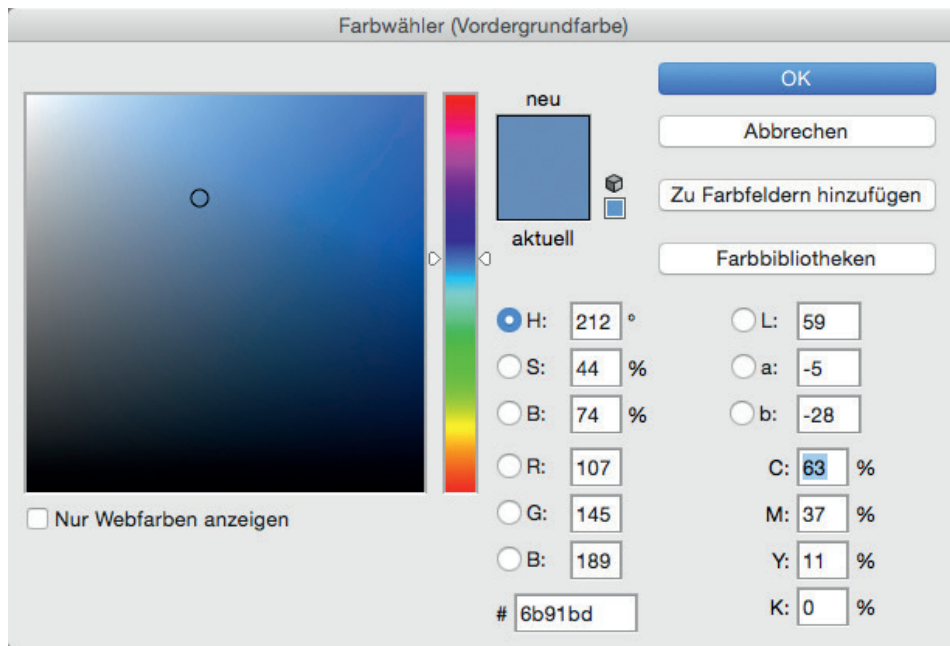 Farbwähler (Vordergrundfarbe)
neu
aktuell
OK
Abbrechen
Zu Farbfeldern hinzufügen
Farbbibliotheken
H: 212 °
S: 44 %
B: 74 %
R: 107
G: 145
B: 189
# 6b91bd
L: 59
a: -5
b: -28
C: 63 %
M: 37 %
Y: 11 %
K: 0 %
Nur Webfarben anzeigen